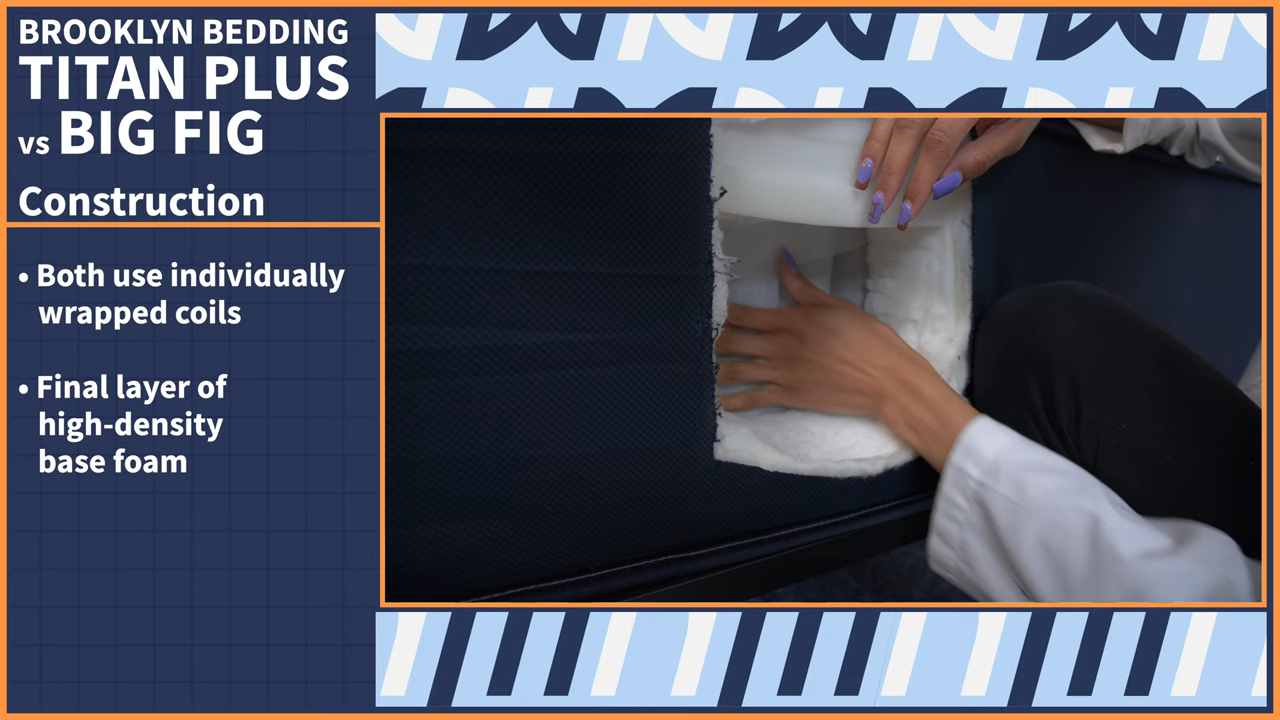 BROOKLYN BEDDING
TITAN PLUS
vs BIG FIG
Construction
• Both use individually
wrapped coils
• Final layer of
high-density
base foam